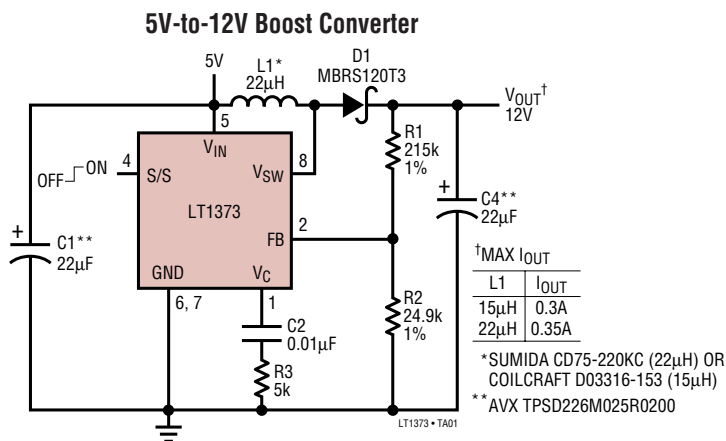 5V-to-12V Boost Converter
5V
L1*
22µH
D1
MBRS120T3
VOUT†
12V
5
VIN
OFF
ON
4
S/S
VSW
8
LT1373
R1
215k
1%
+
C4**
22µF
+
C1**
22µF
2
FB
GND
VC
6, 7
1
C2
0.01µF
R3
5k
R2
24.9k
1%
†MAX IOUT
L1 IOUT
15µH 0.3A
22µH 0.35A
*SUMIDA CD75-220KC (22µH) OR
COILCRAFT D03316-153 (15µH)
**AVX TPSD226M025R0200
LT1373 • TA01